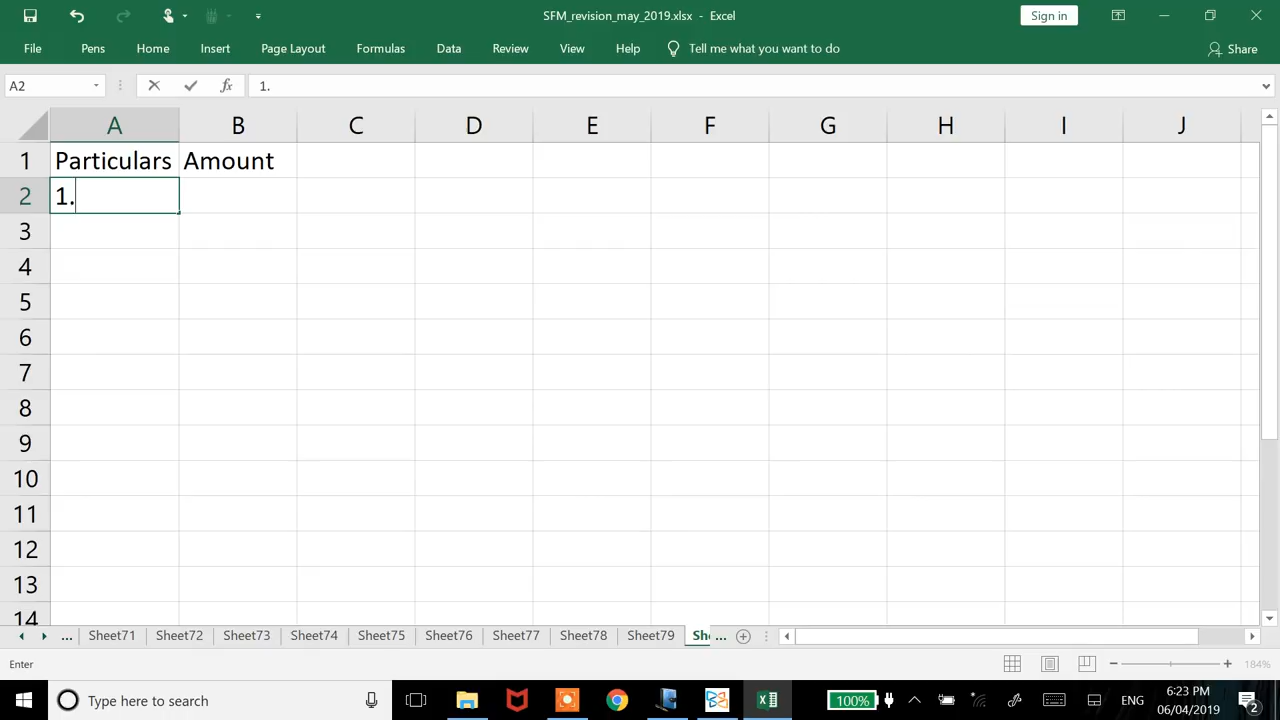 SFM_revision_may_2019.xlsx - Excel
Sign in
File Pens Home Insert Page Layout Formulas Data Review View Help Tell me what you want to do Share
A2 fx 1.
A B C D E F G H I J
1 Particulars Amount
2 1.
3
4
5
6
7
8
9
10
11
12
13
14
... Sheet71 Sheet72 Sheet73 Sheet74 Sheet75 Sheet76 Sheet77 Sheet78 Sheet79 She ...
Enter 184%
Type here to search 100% ENG 6:23 PM
06/04/2019 2